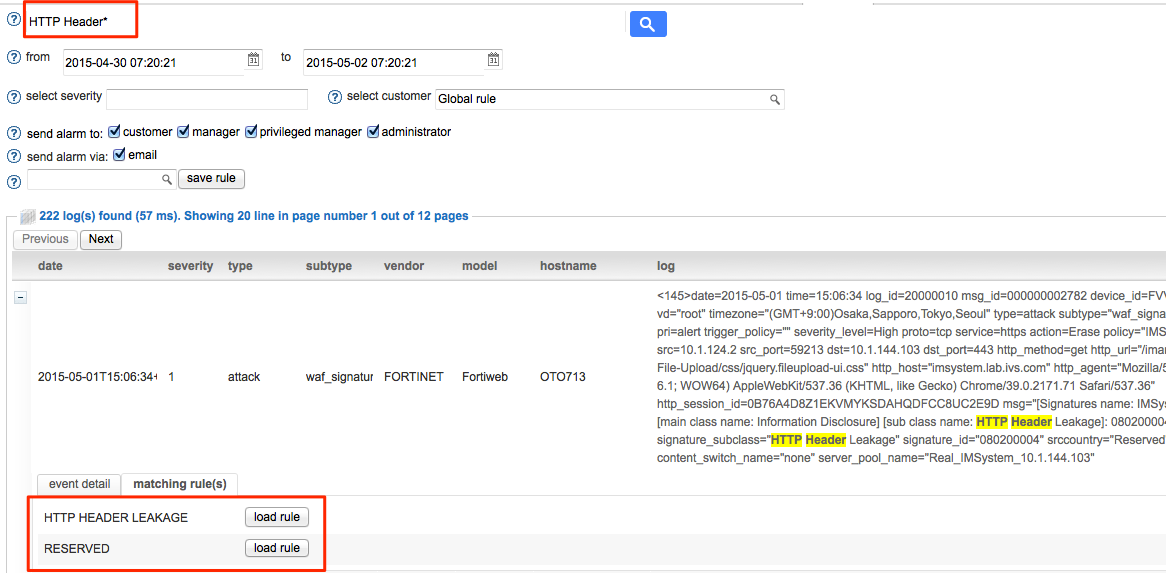 HTTP Header*
from 2015-04-30 07:20:21 to 2015-05-02 07:20:21
select severity select customer Global rule
send alarm to: customer manager privileged manager administrator
send alarm via: email
save rule
222 log(s) found (57 ms). Showing 20 line in page number 1 out of 12 pages
Previous Next
date severity type subtype vendor model hostname log
<145>date=2015-05-01 time=15:06:34 log_id=20000010 msg_id=000000002782 device_id=FV
vd="root" timezone="(GMT+9:00)Osaka,Sapporo,Tokyo,Seoul" type=attack subtype="waf_signa
pri=alert trigger_policy="" severity_level=High proto=tcp service=https action=Erase policy="IMS
src=10.1.124.2 src_port=59213 dst=10.1.144.103 dst_port=443 http_method=get http_url="/imar
File-Upload/css/jquery.fileupload-ui.css" http_host="imsystem.lab.ivs.com" http_agent="Mozilla/5
2015-05-01T15:06:34+ 1 attack waf_signatur FORTINET Fortiweb OTO713
6.1; WOW64) AppleWebKit/537.36 (KHTML, like Gecko) Chrome/39.0.2171.71 Safari/537.36"
http_session_id=0B76A4D8Z1EKVMYKSDAHQDFCC8UC2E9D msg="[Signatures name: IMSy
[main class name: Information Disclosure] [sub class name: HTTP Header Leakage]: 080200004
signature_subclass="HTTP Header Leakage" signature_id="080200004" srccountry="Reserved
content_switch_name="none" server_pool_name="Real_IMSystem_10.1.144.103"
event detail matching rule(s)
HTTP HEADER LEAKAGE load rule
RESERVED load rule